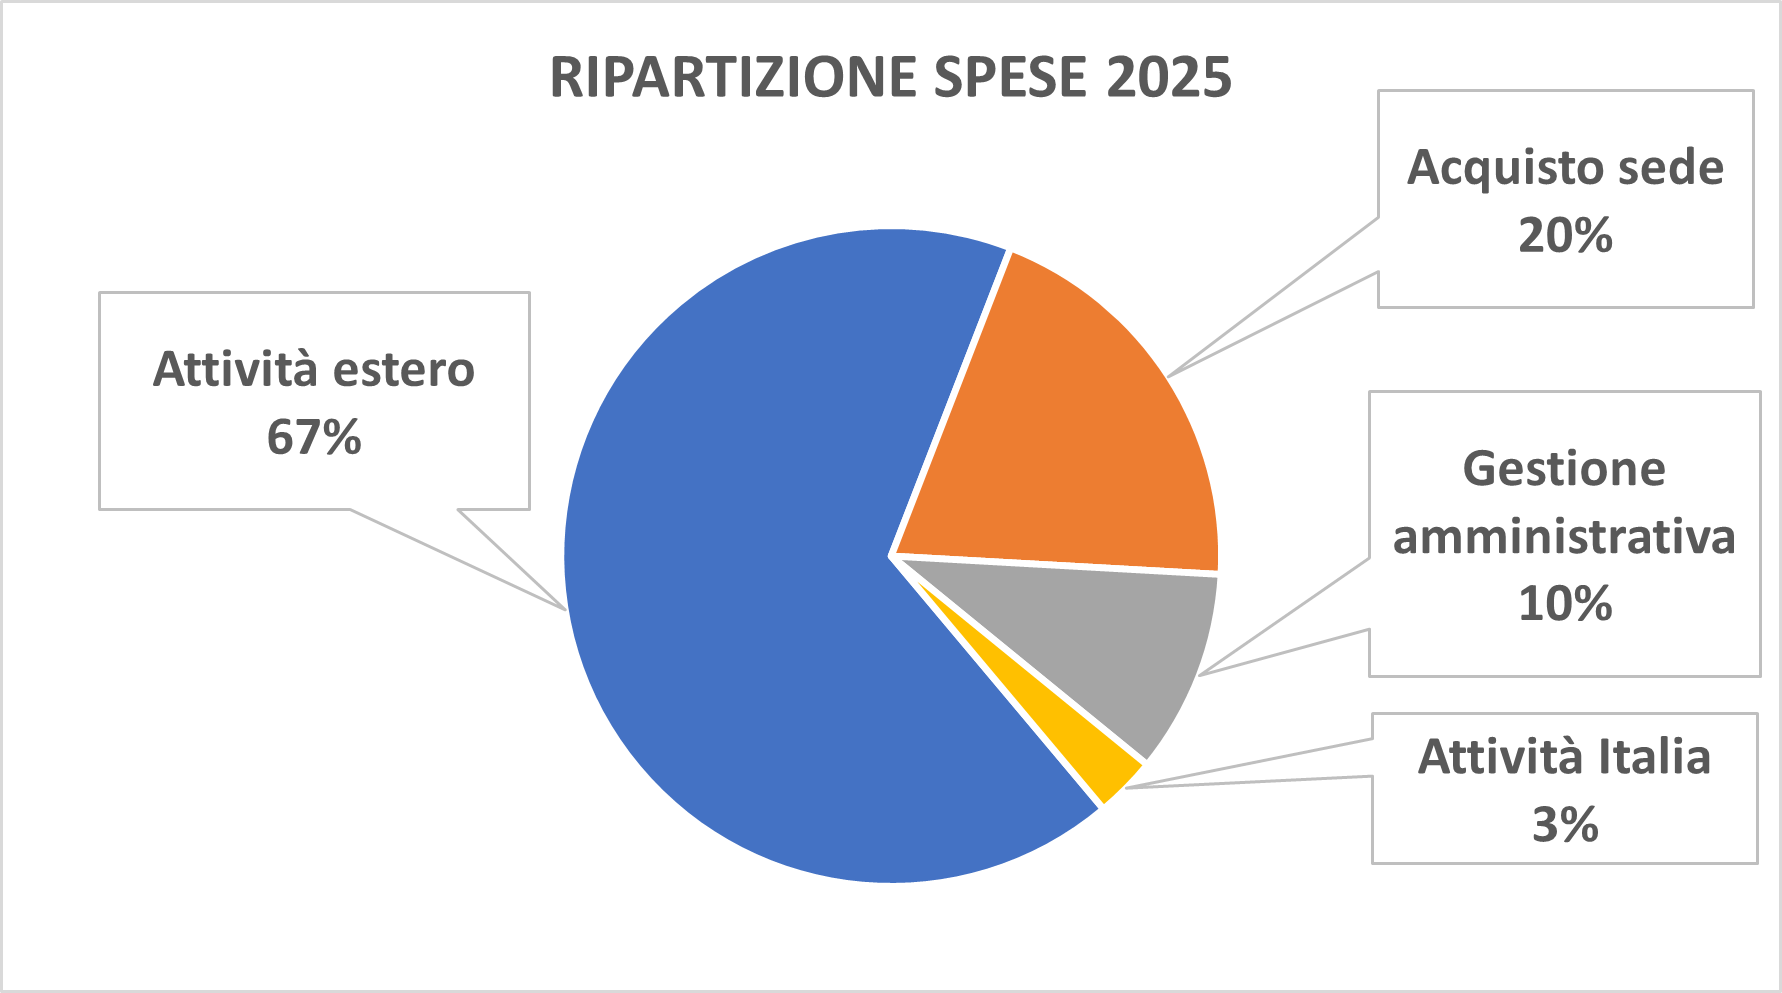 RIPARTIZIONE SPESE 2025
Acquisto sede
20%
Attività estero
67%
Gestione
amministrativa
10%
Attività Italia
3%